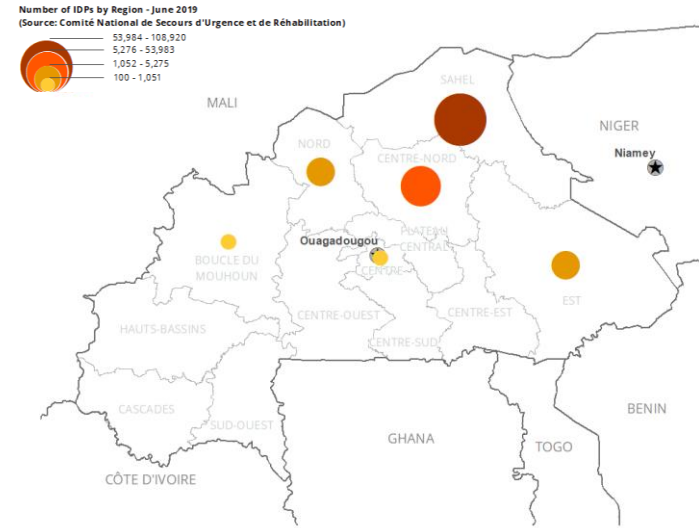 Number of IDPs by Region - June 2019
(Source: Comité National de Secours d'Urgence et de Réhabilitation)
53,984 - 108,920
5,276 - 53,983
1,052 - 5,275
100 - 1,051
SAHEL
MALI
NIGER
NORD
Niamey
CENTRE-NORD
PLATEAU
Ouagadougou
CENTRAL
BOUCLE DU
CENTRE
MOUHOUN
EST
CENTRE-OUEST
CENTRE-EST
HAUTS-BASSINS
CENTRE-SUD
CASCADES
BENIN
SUD-OUEST
GHANA
TOGO
CÔTE D'IVOIRE